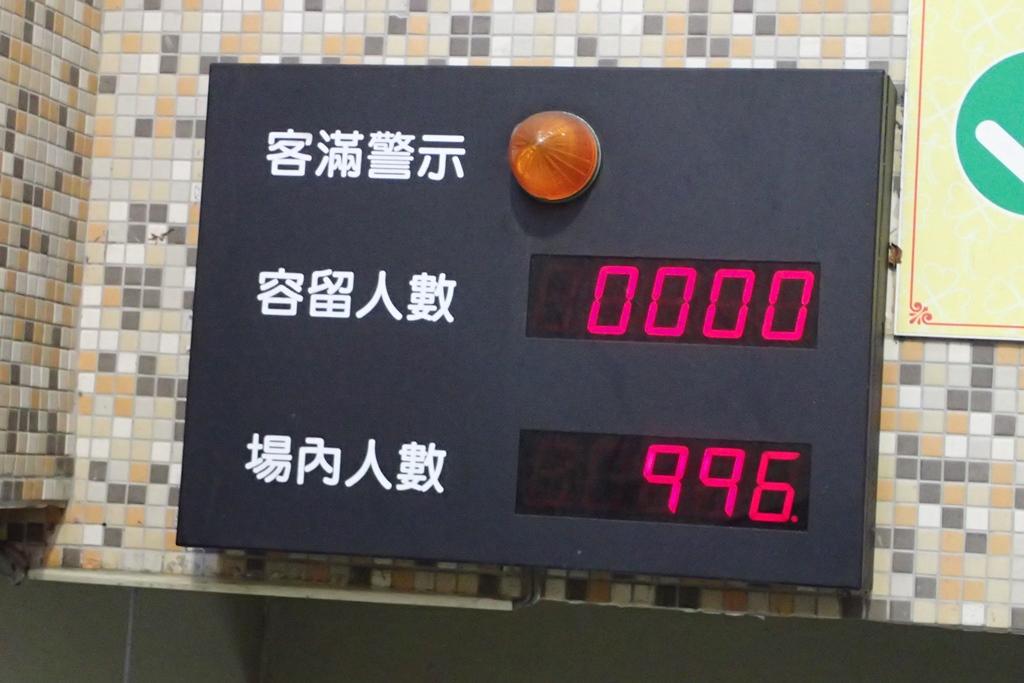 客滿警示
容留人數 0000
場內人數 996.